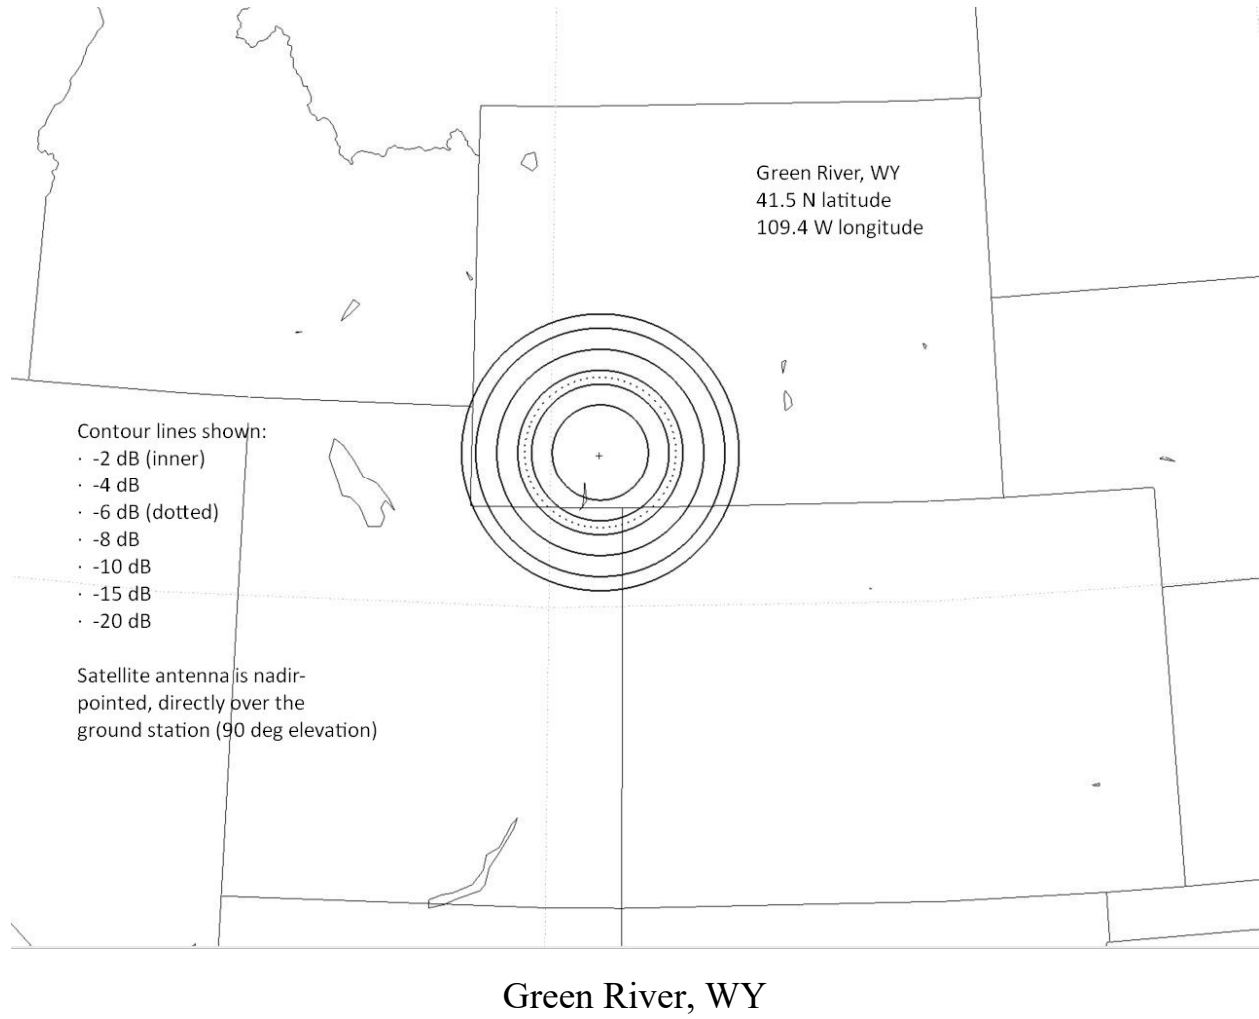 Green River, WY
41.5 N latitude
109.4 W longitude
Contour lines shown:
· -2 dB (inner)
· -4 dB
· -6 dB (dotted)
· -8 dB
· -10 dB
· -15 dB
· -20 dB
Satellite antenna is nadir-
pointed, directly over the
ground station (90 deg elevation)
Green River, WY